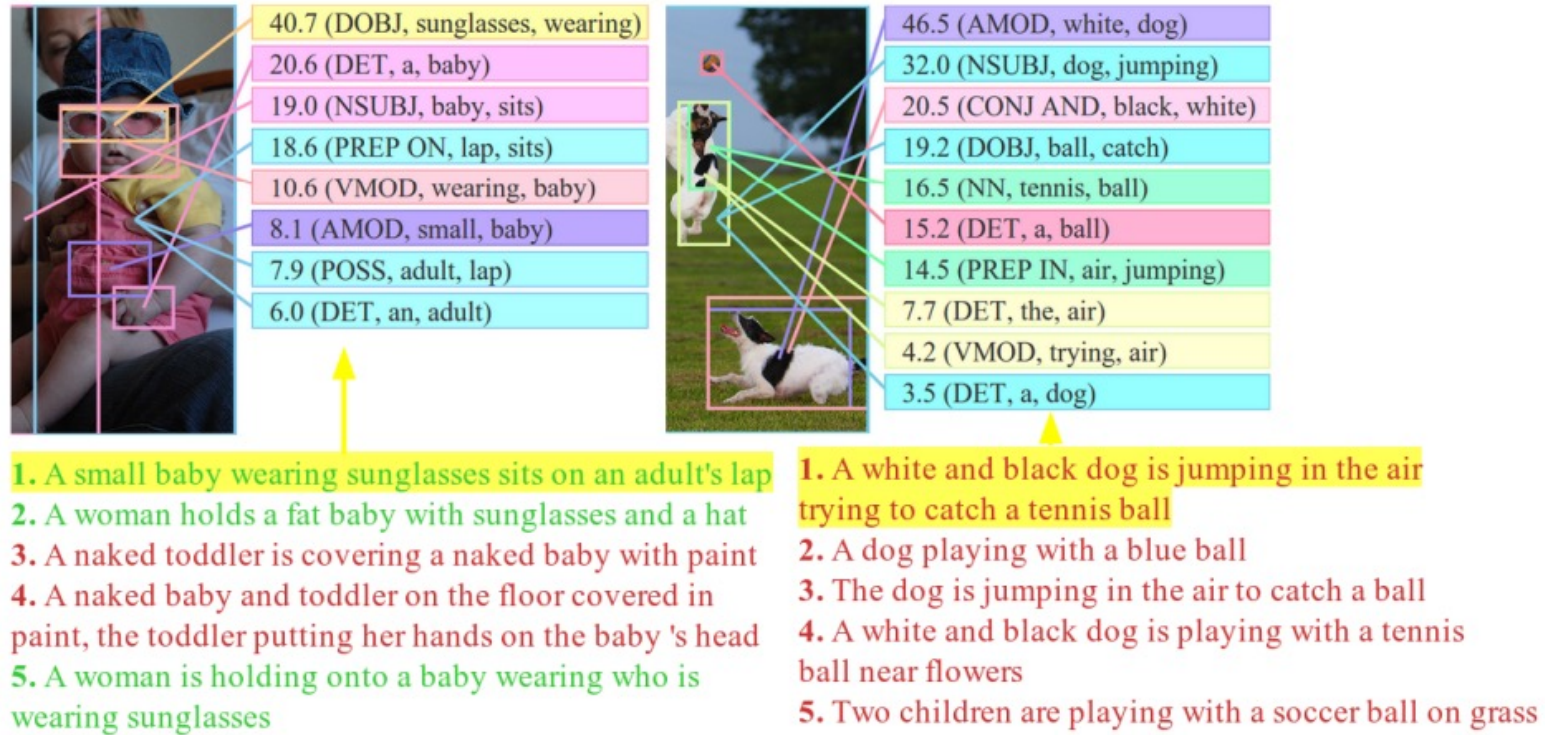 40.7 (DOBJ, sunglasses, wearing)
20.6 (DET, a, baby)
19.0 (NSUBJ, baby, sits)
18.6 (PREP ON, lap, sits)
10.6 (VMOD, wearing, baby)
8.1 (AMOD, small, baby)
7.9 (POSS, adult, lap)
6.0 (DET, an, adult)
46.5 (AMOD, white, dog)
32.0 (NSUBJ, dog, jumping)
20.5 (CONJ AND, black, white)
19.2 (DOBJ, ball, catch)
16.5 (NN, tennis, ball)
15.2 (DET, a, ball)
14.5 (PREP IN, air, jumping)
7.7 (DET, the, air)
4.2 (VMOD, trying, air)
3.5 (DET, a, dog)
1. A small baby wearing sunglasses sits on an adult's lap
2. A woman holds a fat baby with sunglasses and a hat
3. A naked toddler is covering a naked baby with paint
4. A naked baby and toddler on the floor covered in
paint, the toddler putting her hands on the baby 's head
5. A woman is holding onto a baby wearing who is
wearing sunglasses
1. A white and black dog is jumping in the air
trying to catch a tennis ball
2. A dog playing with a blue ball
3. The dog is jumping in the air to catch a ball
4. A white and black dog is playing with a tennis
ball near flowers
5. Two children are playing with a soccer ball on grass